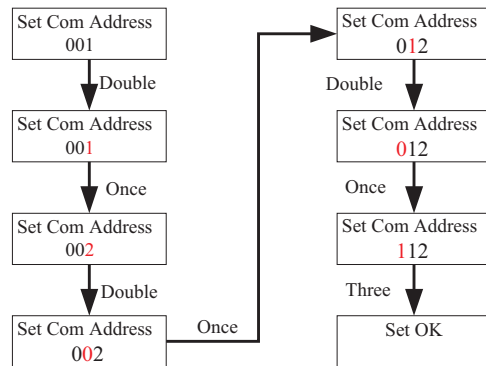 Set Com Address
001
Double
Set Com Address
001
Once
Set Com Address
002
Double
Set Com Address
002
Once
Set Com Address
012
Double
Set Com Address
012
Once
Set Com Address
112
Three
Set OK